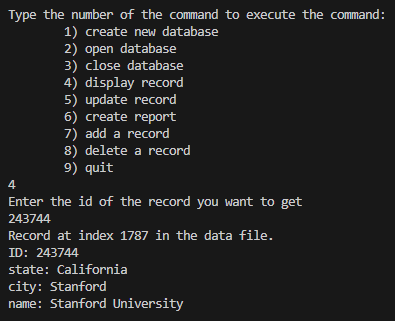 Type the number of the command to execute the command:
1) create new database
2) open database
3) close database
4) display record
5) update record
6) create report
7) add a record
8) delete a record
9) quit
4
Enter the id of the record you want to get
243744
Record at index 1787 in the data file.
ID: 243744
state: California
city: Stanford
name: Stanford University